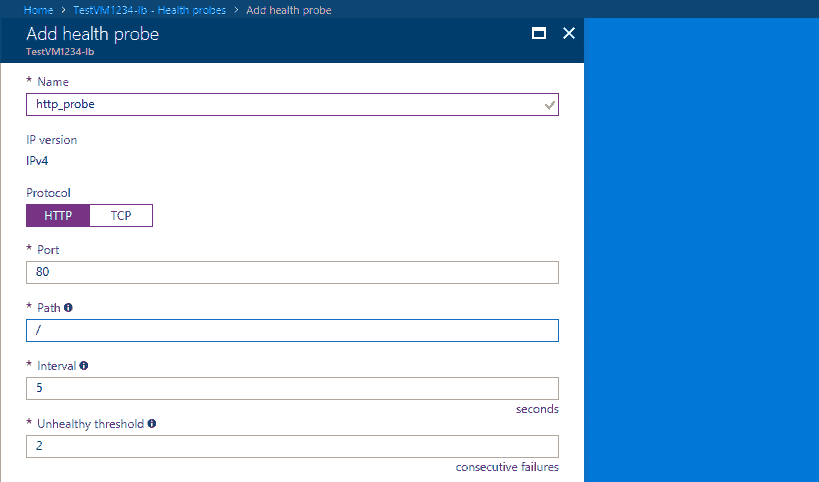 Home > TestVM1234-lb - Health probes > Add health probe
Add health probe
TestVM1234-lb
* Name
http_probe
IP version
IPv4
Protocol
HTTP TCP
* Port
80
* Path
/
* Interval
5
seconds
* Unhealthy threshold
2
consecutive failures